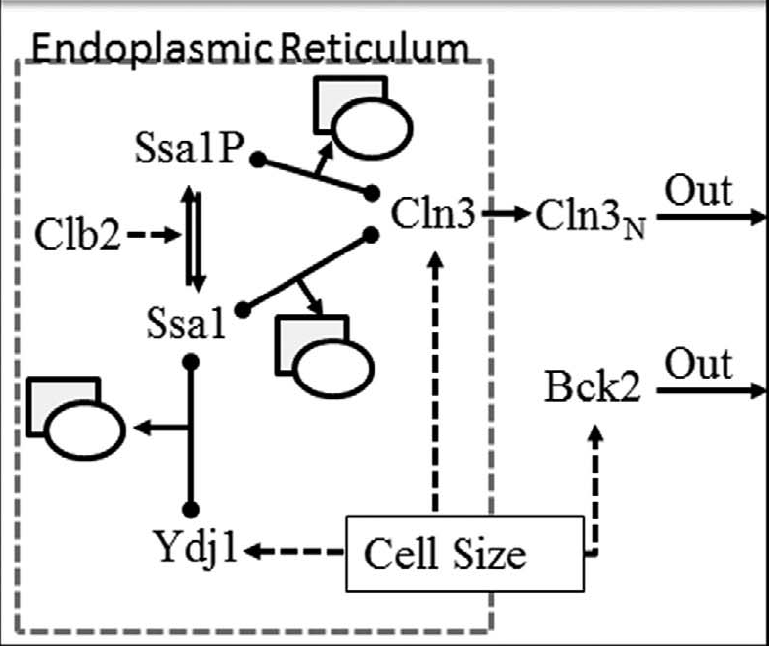 Endoplasmic Reticulum
Ssa1P
Cln3
Cln3N
Out
Clb2
Ssa1
Bck2
Out
Ydj1
Cell Size